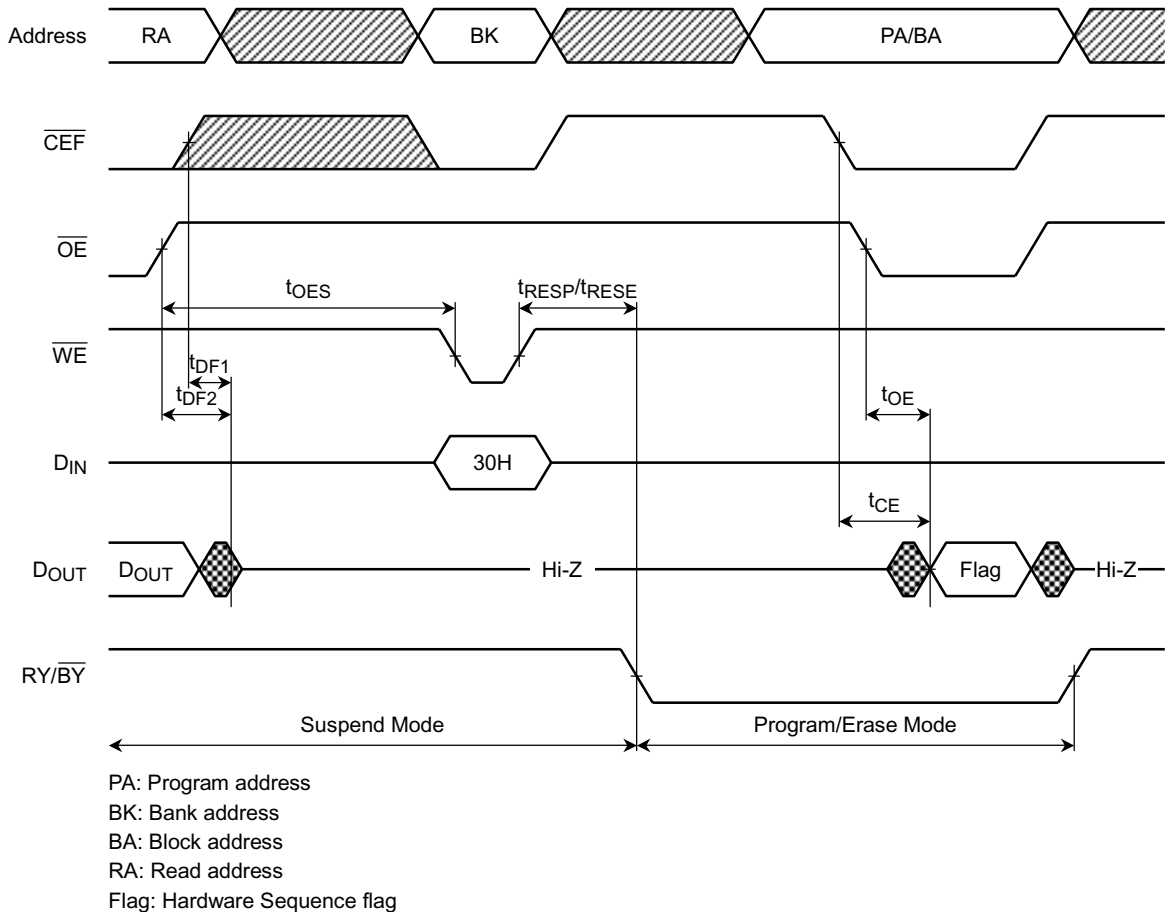 Address RA BK PA/BA
CEF
OE
tOES tRESP/tRESE
WE
tDF1
tDF2 tOE
DIN 30H
tCE
DOUT DOUT Hi-Z Flag Hi-Z
RY/BY
Suspend Mode Program/Erase Mode
PA: Program address
BK: Bank address
BA: Block address
RA: Read address
Flag: Hardware Sequence flag